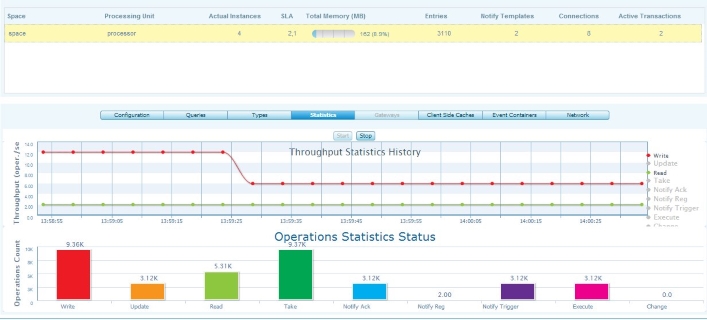 Space Processing Unit Actual Instances SLA Total Memory (MB) Entries Notify Templates Connections Active Transactions
space processor 4 2,1 162 (8.9%) 3110 2 8 2
Configuration Queries Types Statistics Gateways Client Side Caches Event Containers Network
Start Stop
Throughput Statistics History
Throughput (oper./se
14.0
12.0
10.0
8.00
6.00
4.00
2.00
0.00
13:58:55 13:59:05 13:59:15 13:59:25 13:59:35 13:59:45 13:59:55 14:00:05 14:00:15 14:00:25
Write
Update
Read
Take
Notify Ack
Notify Reg
Notify Trigger
Execute
Change
Operations Statistics Status
Operations Count
10K
8K
5K
3K
0
9.36K 3.12K 5.31K 9.37K 3.12K 2.00 3.12K 3.12K 0.0
Write Update Read Take Notify Ack Notify Reg Notify Trigger Execute Change